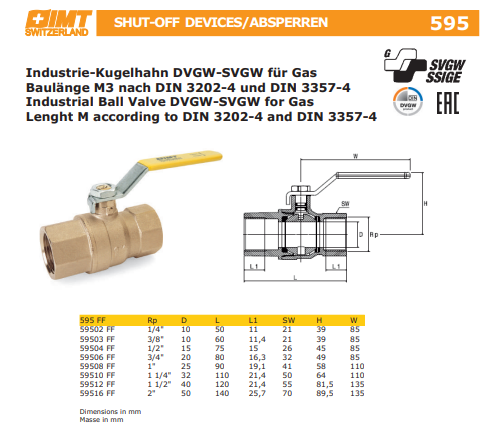 IMT
SWITZERLAND
SHUT-OFF DEVICES/ABSPERREN
595
Industrie-Kugelhahn DVGW-SVGW für Gas
Baulänge M3 nach DIN 3202-4 und DIN 3357-4
Industrial Ball Valve DVGW-SVGW for Gas
Lenght M according to DIN 3202-4 and DIN 3357-4
G
SVGW
SSIGE
DVGW
EAC
W
H
SW
D
Rp
L1
L1
L
595 FF Rp D L L1 SW H W
59502 FF 1/4" 10 50 11 21 39 85
59503 FF 3/8" 10 60 11,4 21 39 85
59504 FF 1/2" 15 75 15 26 45 85
59506 FF 3/4" 20 80 16,3 32 49 85
59508 FF 1" 25 90 19,1 41 58 110
59510 FF 1 1/4" 32 110 21,4 50 64 110
59512 FF 1 1/2" 40 120 21,4 55 81,5 135
59516 FF 2" 50 140 25,7 70 89,5 135
Dimensions in mm
Masse in mm